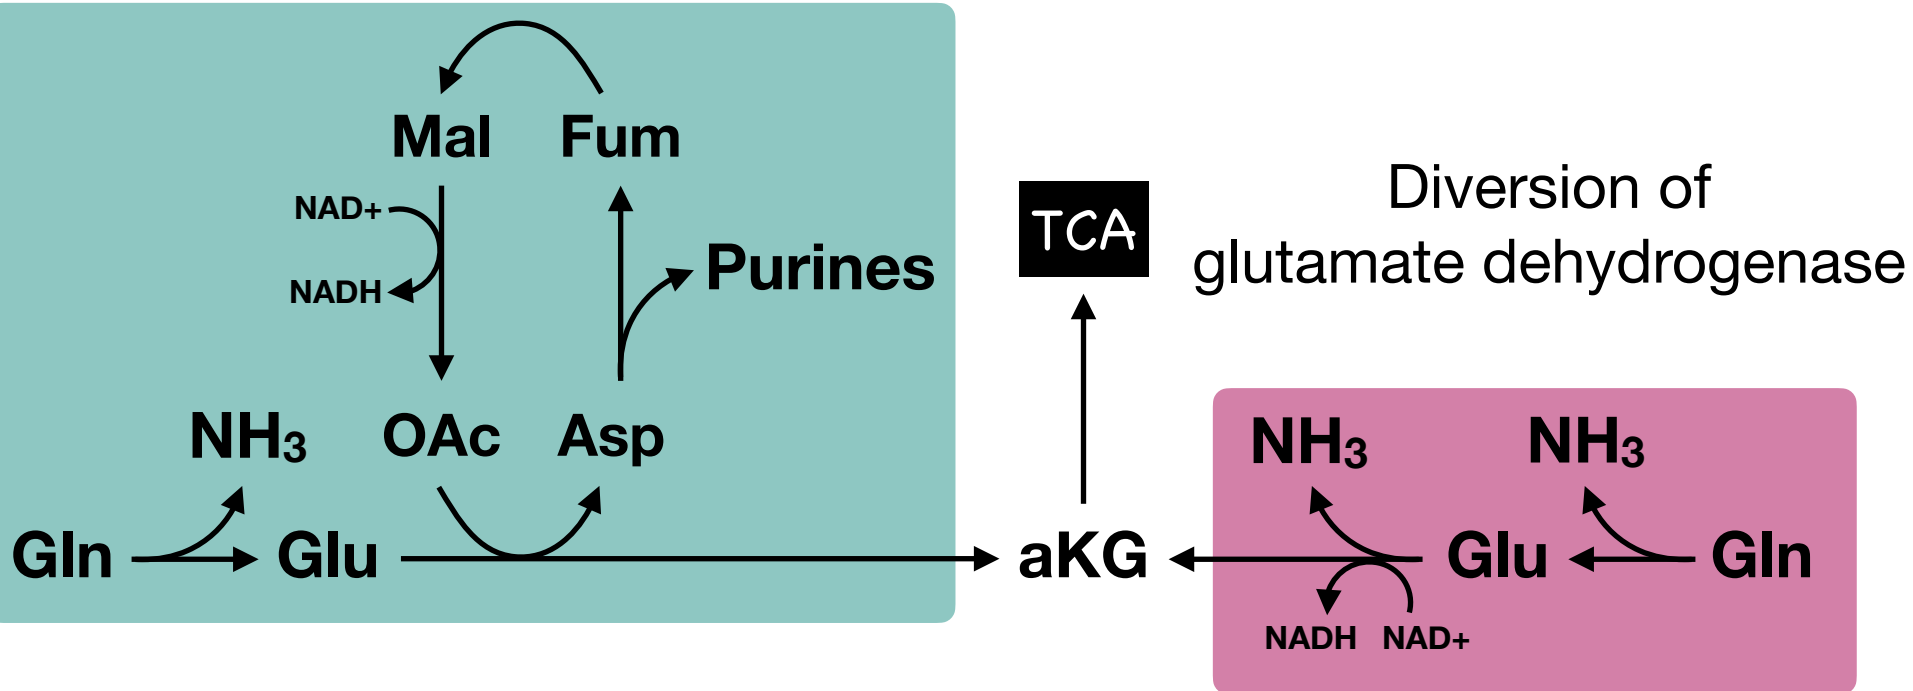 Mal Fum
NAD+
NADH
Purines
TCA
Diversion of
glutamate dehydrogenase
NH₃ OAc Asp
Gln Glu aKG
NH₃ NH₃
Glu Gln
NADH NAD+